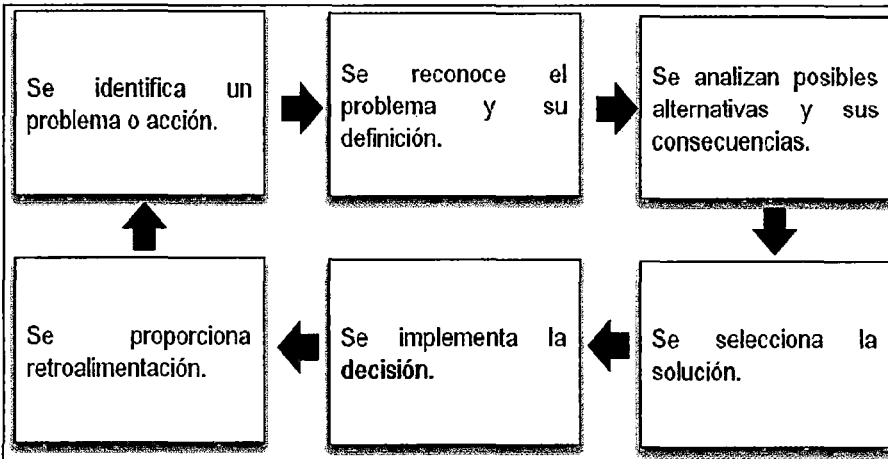 Se identifica un
problema o acción.
Se reconoce el
problema y su
definición.
Se analizan posibles
alternativas y sus
consecuencias.
Se selecciona la
solución.
Se implementa la
decisión.
Se proporciona
retroalimentación.